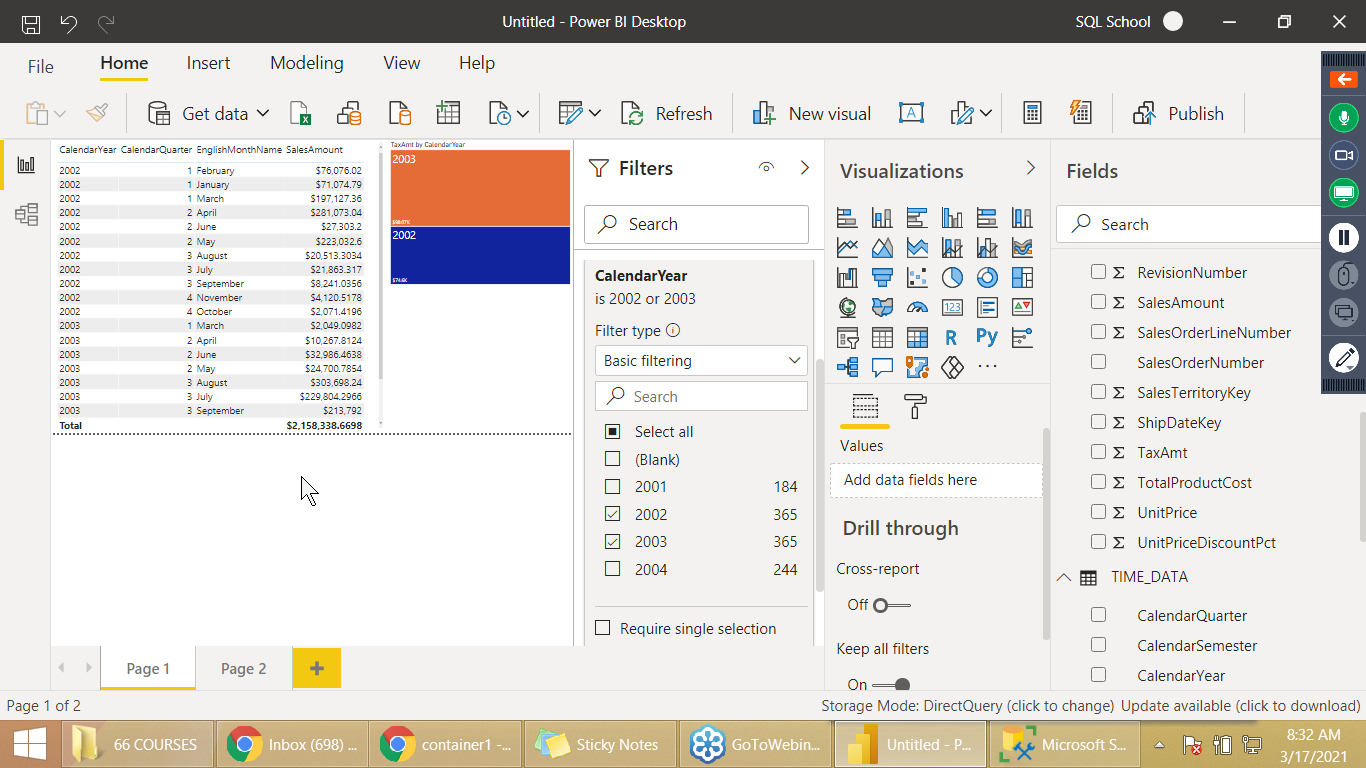 Untitled - Power BI Desktop
SQL School
File
Home
Insert
Modeling
View
Help
Get data
Refresh
New visual
Publish
CalendarYear CalendarQuarter EnglishMonthName SalesAmount
2002 1 February $76,076.02
2002 1 January $71,074.79
2002 1 March $197,127.36
2002 2 April $281,073.04
2002 2 June $27,303.2
2002 2 May $223,032.6
2002 3 August $20,513.3034
2002 3 July $21,863.317
2002 3 September $8,241.0356
2002 4 November $4,120.5178
2002 4 October $2,071.4196
2003 1 March $2,049.0982
2003 2 April $10,267.8124
2003 2 June $32,986.4638
2003 2 May $24,700.7854
2003 3 August $303,698.24
2003 3 July $229,804.2966
2003 3 September $213,792
Total $2,158,338.6698
TaxAmt by CalendarYear
2003
2002
$74.6K
Filters
Search
CalendarYear
is 2002 or 2003
Filter type
Basic filtering
Search
Select all
(Blank)
2001 184
2002 365
2003 365
2004 244
Require single selection
Visualizations
123
R
Py
Values
Add data fields here
Drill through
Cross-report
Off
Keep all filters
On
Fields
Search
RevisionNumber
SalesAmount
SalesOrderLineNumber
SalesOrderNumber
SalesTerritoryKey
ShipDateKey
TaxAmt
TotalProductCost
UnitPrice
UnitPriceDiscountPct
TIME_DATA
CalendarQuarter
CalendarSemester
CalendarYear
Page 1
Page 2
Page 1 of 2
Storage Mode: DirectQuery (click to change) Update available (click to download)
66 COURSES
Inbox (698) ...
container1 -...
Sticky Notes
GoToWebin...
Untitled - P...
Microsoft S...
8:32 AM
3/17/2021